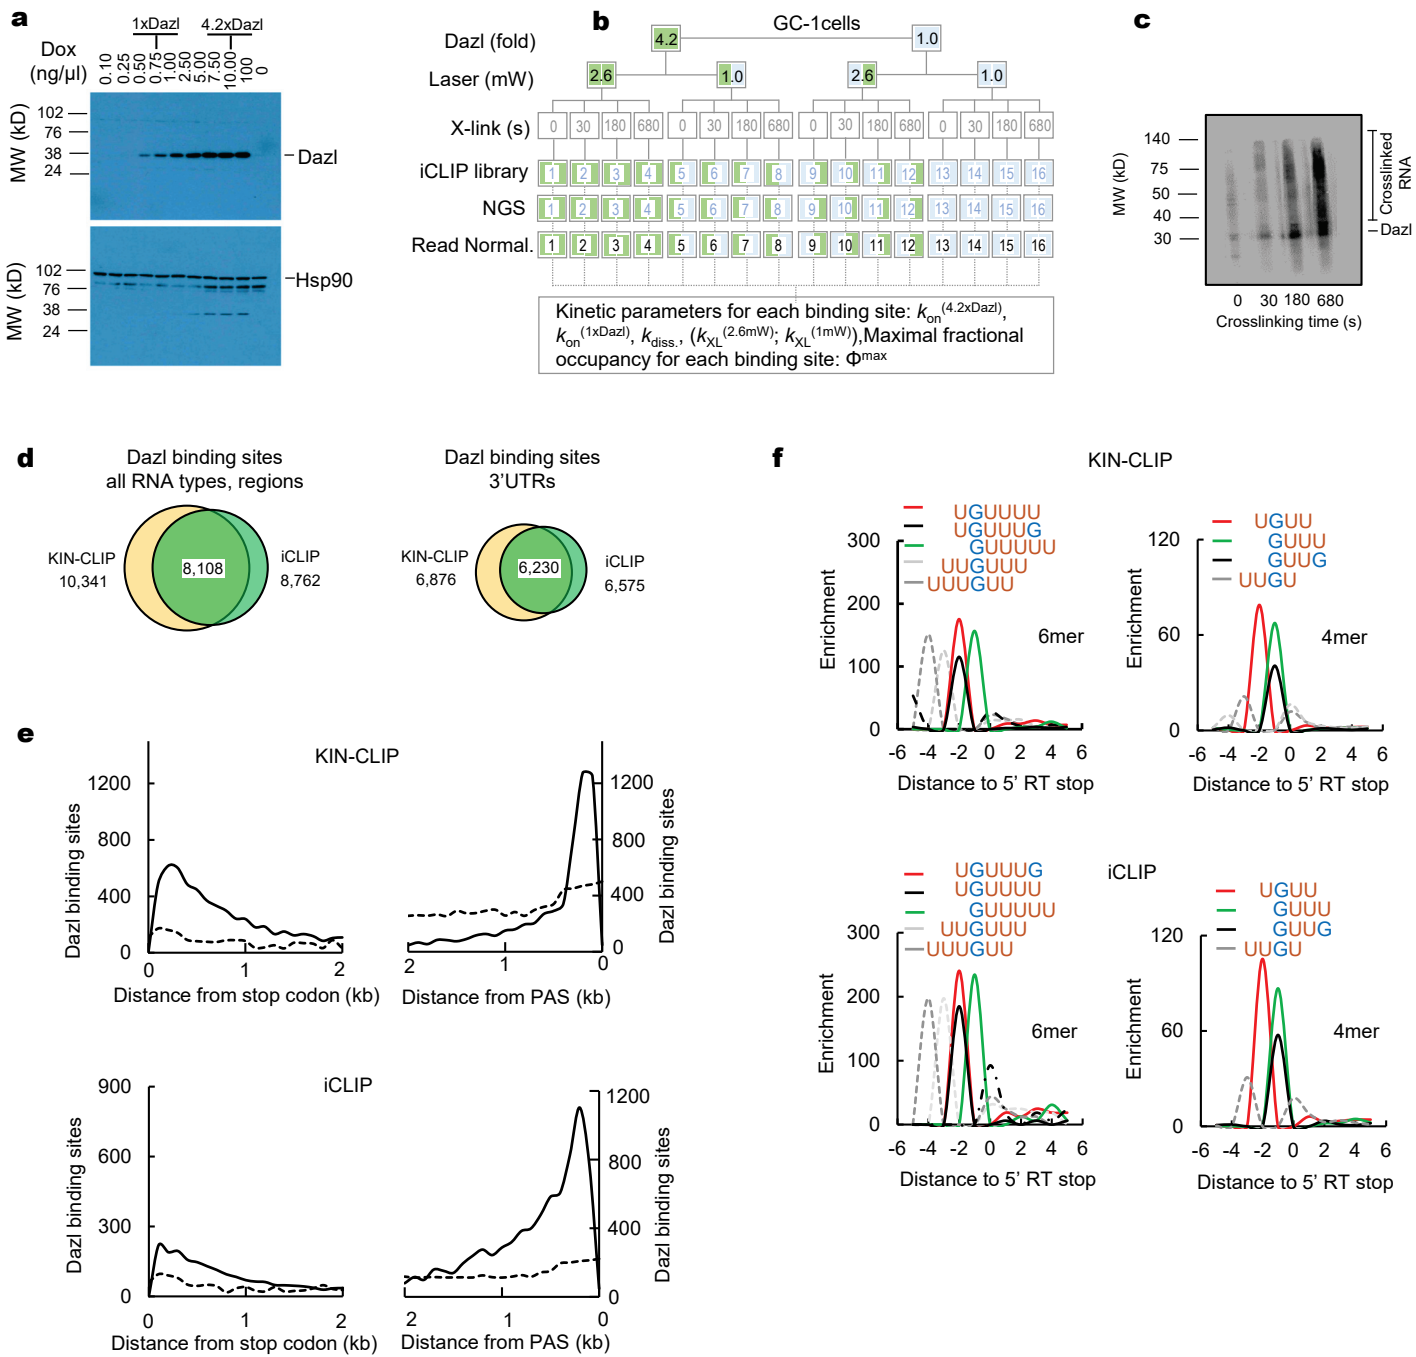 a
1xDazl
4.2xDazl
Dox
(ng/µl)
0.10
0.25
0.50
0.75
1.00
2.50
5.00
7.50
10.00
100
0
MW (kD)
102
76
38
24
Dazl
MW (kD)
102
76
38
24
Hsp90
b
GC-1cells
Dazl (fold)
4.2
1.0
Laser (mW)
2.6
1.0
2.6
1.0
X-link (s)
0 30 180 680 0 30 180 680 0 30 180 680 0 30 180 680
iCLIP library
1 2 3 4 5 6 7 8 9 10 11 12 13 14 15 16
NGS
1 2 3 4 5 6 7 8 9 10 11 12 13 14 15 16
Read Normal.
1 2 3 4 5 6 7 8 9 10 11 12 13 14 15 16
Kinetic parameters for each binding site: kon(4.2xDazl),
kon(1xDazl), kdiss., (kXL(2.6mW); kXL(1mW)),Maximal fractional
occupancy for each binding site: Φmax
c
MW (kD)
140
75
50
40
30
Crosslinked
RNA
Dazl
0 30 180 680
Crosslinking time (s)
d
Dazl binding sites
all RNA types, regions
KIN-CLIP
10,341
8,108
iCLIP
8,762
Dazl binding sites
3'UTRs
KIN-CLIP
6,876
6,230
iCLIP
6,575
e
KIN-CLIP
Dazl binding sites
1200
800
400
0
0 1 2
Distance from stop codon (kb)
1200
800
400
0
Dazl binding sites
2 1 0
Distance from PAS (kb)
iCLIP
Dazl binding sites
900
600
300
0
0 1 2
Distance from stop codon (kb)
1200
800
400
0
Dazl binding sites
2 1 0
Distance from PAS (kb)
f
KIN-CLIP
UGUUUU
UGUUUG
GUUUUU
UUGUUU
UUUGUU
Enrichment
300
200
100
0
6mer
-6 -4 -2 0 2 4 6
Distance to 5' RT stop
UGUU
GUUU
GUUG
UUGU
Enrichment
120
60
0
4mer
-6 -4 -2 0 2 4 6
Distance to 5' RT stop
iCLIP
UGUUUG
UGUUUU
GUUUUU
UUGUUU
UUUGUU
Enrichment
300
200
100
0
6mer
-6 -4 -2 0 2 4 6
Distance to 5' RT stop
UGUU
GUUU
GUUG
UUGU
Enrichment
120
60
0
4mer
-6 -4 -2 0 2 4 6
Distance to 5' RT stop